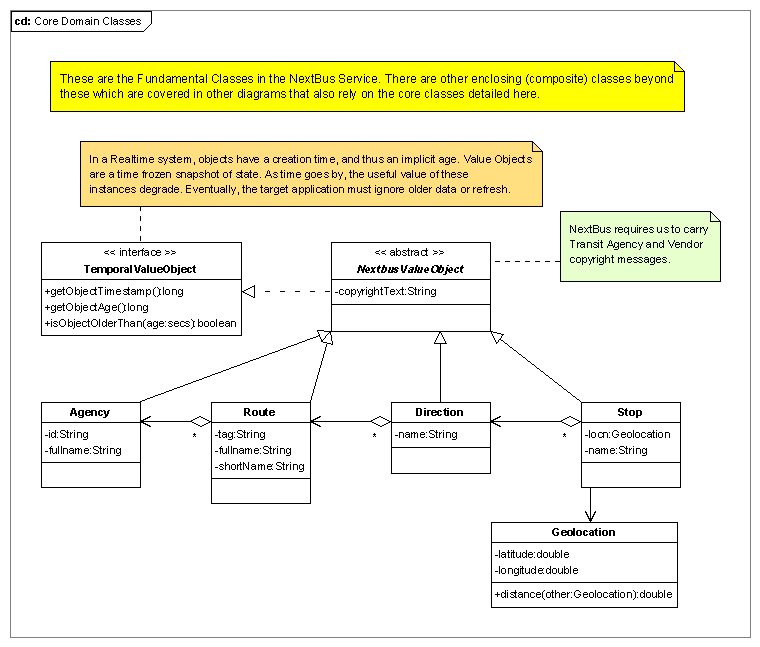 cd: Core Domain Classes
These are the Fundamental Classes in the NextBus Service. There are other enclosing (composite) classes beyond
these which are covered in other diagrams that also rely on the core classes detailed here.
In a Realtime system, objects have a creation time, and thus an implicit age. Value Objects
are a time frozen snapshot of state. As time goes by, the useful value of these
instances degrade. Eventually, the target application must ignore older data or refresh.
NextBus requires us to carry
Transit Agency and Vendor
copyright messages.
<< interface >>
TemporalValueObject
+getObjectTimestamp():long
+getObjectAge():long
+isObjectOlderThan(age:secs):boolean
<< abstract >>
NextbusValueObject
-copyrightText:String
Agency
-id:String
-fullname:String
*
Route
-tag:String
-fullname:String
-shortName:String
*
Direction
-name:String
*
Stop
-locn:Geolocation
-name:String
Geolocation
-latitude:double
-longitude:double
+distance(other:Geolocation):double